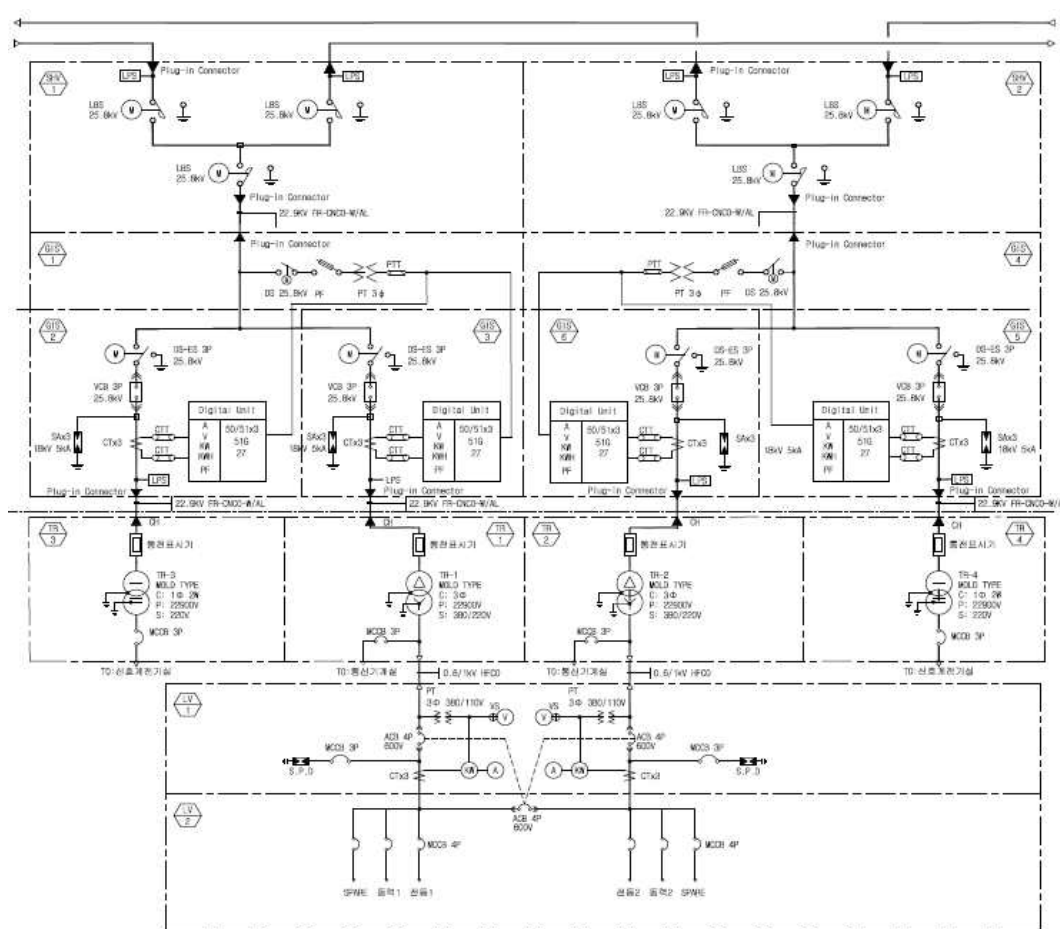 SHV
1
LPS
Plug-in Connector
LPS
LPS
Plug-in Connector
LPS
SHV
2
LBS
25.8kV
M
LBS
25.8kV
M
LBS
25.8kV
M
LBS
25.8kV
M
LBS
25.8kV
M
LBS
25.8kV
M
Plug-in Connector
Plug-in Connector
22.9KV FR-CNCO-W/AL
22.9KV FR-CNCO-W/AL
GIS
1
Plug-in Connector
Plug-in Connector
GIS
4
PTT
PTT
DS 25.8kV
PF
PT 3φ
PT 3φ
PF
DS 25.8kV
GIS
2
GIS
3
GIS
6
GIS
5
M
DS-ES 3P
25.8kV
M
DS-ES 3P
25.8kV
M
DS-ES 3P
25.8kV
M
DS-ES 3P
25.8kV
VCB 3P
25.8kV
VCB 3P
25.8kV
VCB 3P
25.8kV
VCB 3P
25.8kV
Digital Unit
A
V
KW
KWH
PF
50/51x3
51G
27
Digital Unit
A
V
KW
KWH
PF
50/51x3
51G
27
Digital Unit
A
V
KW
KWH
PF
50/51x3
51G
27
Digital Unit
A
V
KW
KWH
PF
50/51x3
51G
27
SAx3
18kV 5kA
CTx3
CTT
CTT
SAx3
18kV 5kA
CTx3
CTT
CTT
CTT
CTT
CTx3
SAx3
18kV 5kA
CTT
CTT
CTx3
SAx3
18kV 5kA
LPS
LPS
LPS
LPS
Plug-in Connector
Plug-in Connector
Plug-in Connector
Plug-in Connector
22.9KV FR-CNCO-W/AL
22.9KV FR-CNCO-W/AL
22.9KV FR-CNCO-W/AL
TR
3
CH
CH
TR
1
TR
2
CH
CH
TR
4
통전표시기
통전표시기
통전표시기
통전표시기
TR-3
MOLD TYPE
C: 1Φ 2W
P: 22900V
S: 220V
TR-1
MOLD TYPE
C: 3Φ
P: 22900V
S: 380/220V
TR-2
MOLD TYPE
C: 3Φ
P: 22900V
S: 380/220V
TR-4
MOLD TYPE
C: 1Φ 2W
P: 22900V
S: 220V
MCCB 3P
MCCB 3P
MCCB 3P
MCCB 3P
TO:신호계전기실
TO:통신기계실
0.6/1kV HFCO
TO:통신기계실
0.6/1kV HFCO
TO:신호계전기실
LV
1
PT
3Φ 380/110V
VS
V
PT
3Φ 380/110V
VS
V
ACB 4P
600V
ACB 4P
600V
MCCB 3P
S.P.D
CTx3
KW
A
A
KW
CTx3
MCCB 3P
S.P.D
LV
2
ACB 4P
600V
MCCB 4P
MCCB 4P
SPARE
동력1
전등1
전등2
동력2
SPARE